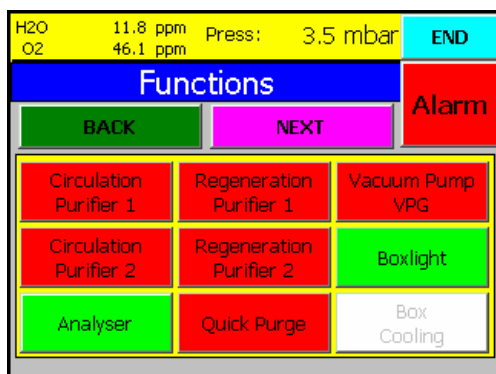 H2O 11.8 ppm Press: 3.5 mbar END
O2 46.1 ppm
Functions
Alarm
BACK NEXT
Circulation Purifier 1
Regeneration Purifier 1
Vacuum Pump VPG
Circulation Purifier 2
Regeneration Purifier 2
Boxlight
Analyser
Quick Purge
Box Cooling